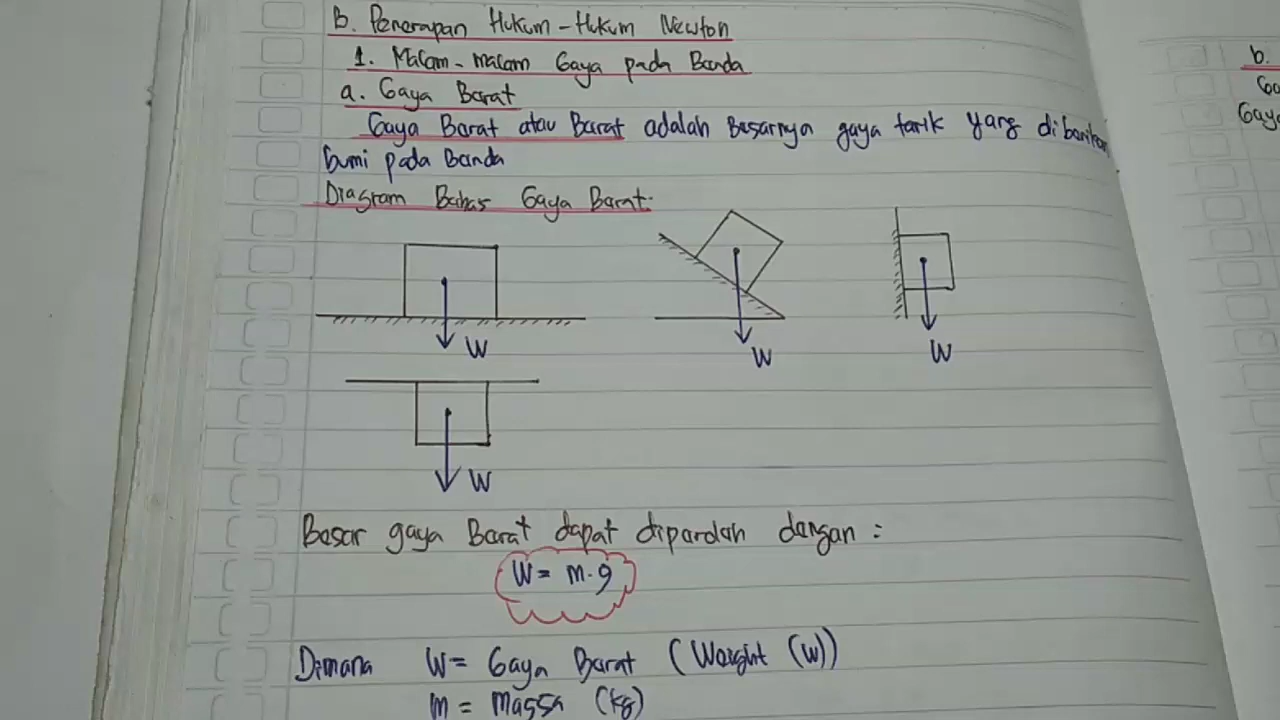 B. Penerapan Hukum-Hukum Newton
1. Macam-macam Gaya pada Benda
a. Gaya Berat
Gaya Berat atau Berat adalah Besarnya gaya tarik yang diberikan
bumi pada Benda
Diagram Bebas Gaya Berat.
W
W
W
W
Besar gaya Berat dapat diperoleh dengan :
W = m.g
Dimana W = Gaya Berat (Weight (W))
m = massa (kg)
b.
Ga
Gaya